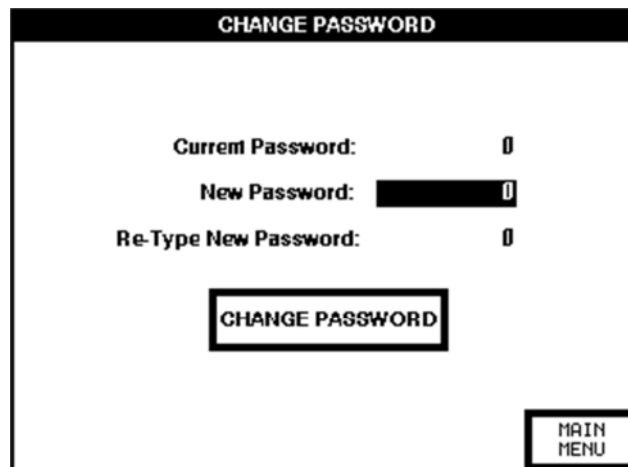 CHANGE PASSWORD
Current Password: 0
New Password: 0
Re-Type New Password: 0
CHANGE PASSWORD
MAIN
MENU